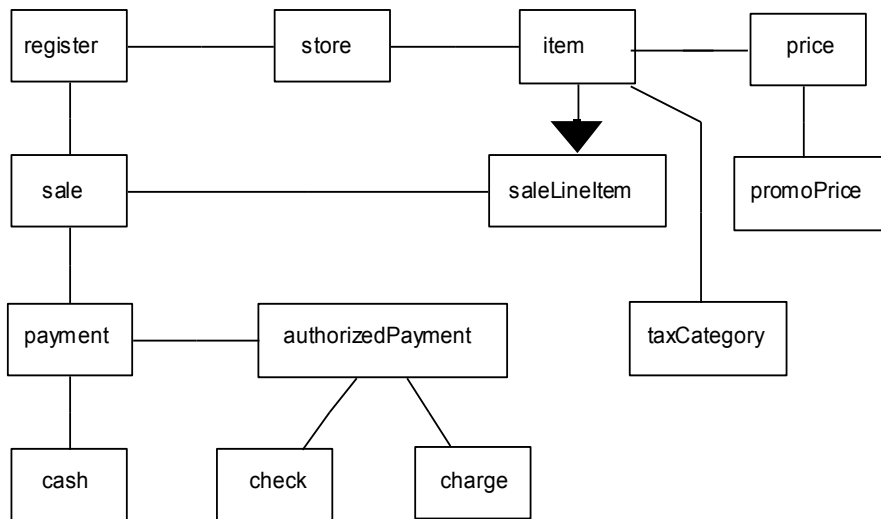 register
store
item
price
sale
saleLineItem
promoPrice
payment
authorizedPayment
taxCategory
cash
check
charge